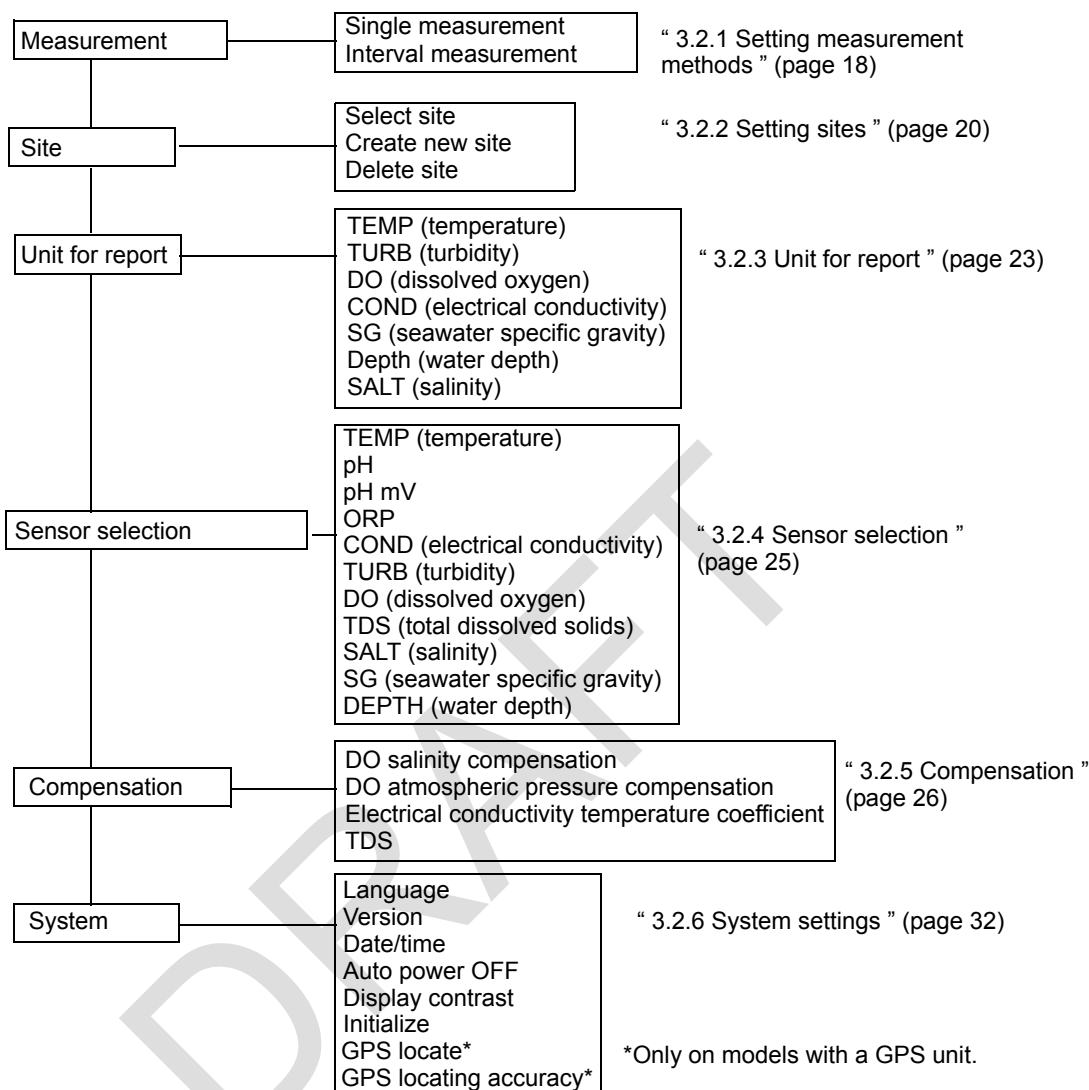 Measurement
Single measurement
Interval measurement
“ 3.2.1 Setting measurement
methods ” (page 18)
Site
Select site
Create new site
Delete site
“ 3.2.2 Setting sites ” (page 20)
Unit for report
TEMP (temperature)
TURB (turbidity)
DO (dissolved oxygen)
COND (electrical conductivity)
SG (seawater specific gravity)
Depth (water depth)
SALT (salinity)
“ 3.2.3 Unit for report ” (page 23)
Sensor selection
TEMP (temperature)
pH
pH mV
ORP
COND (electrical conductivity)
TURB (turbidity)
DO (dissolved oxygen)
TDS (total dissolved solids)
SALT (salinity)
SG (seawater specific gravity)
DEPTH (water depth)
“ 3.2.4 Sensor selection ”
(page 25)
Compensation
DO salinity compensation
DO atmospheric pressure compensation
Electrical conductivity temperature coefficient
TDS
“ 3.2.5 Compensation ”
(page 26)
System
Language
Version
Date/time
Auto power OFF
Display contrast
Initialize
GPS locate*
GPS locating accuracy*
“ 3.2.6 System settings ” (page 32)
*Only on models with a GPS unit.
DRAFT